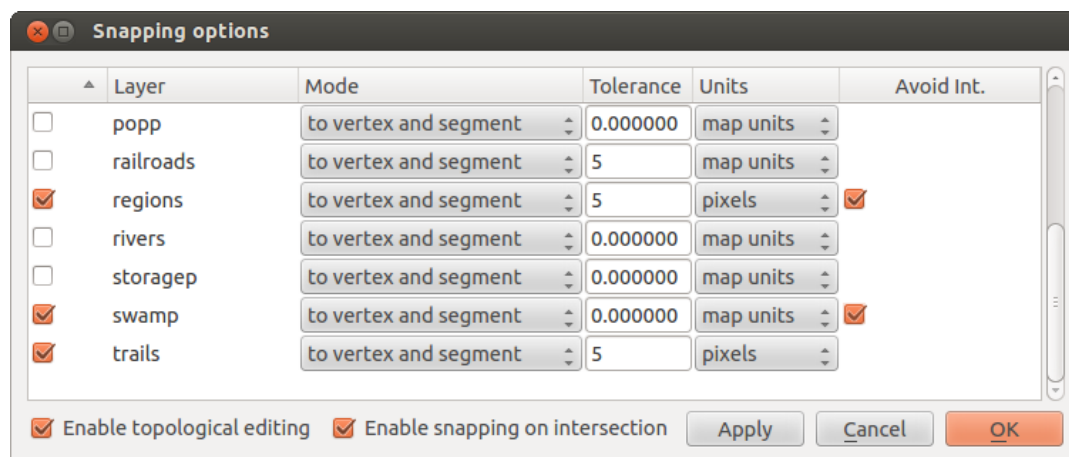 Snapping options
Layer Mode Tolerance Units Avoid Int.
popp to vertex and segment 0.000000 map units
railroads to vertex and segment 5 map units
regions to vertex and segment 5 pixels
rivers to vertex and segment 0.000000 map units
storagep to vertex and segment 0.000000 map units
swamp to vertex and segment 0.000000 map units
trails to vertex and segment 5 pixels
Enable topological editing Enable snapping on intersection Apply Cancel OK